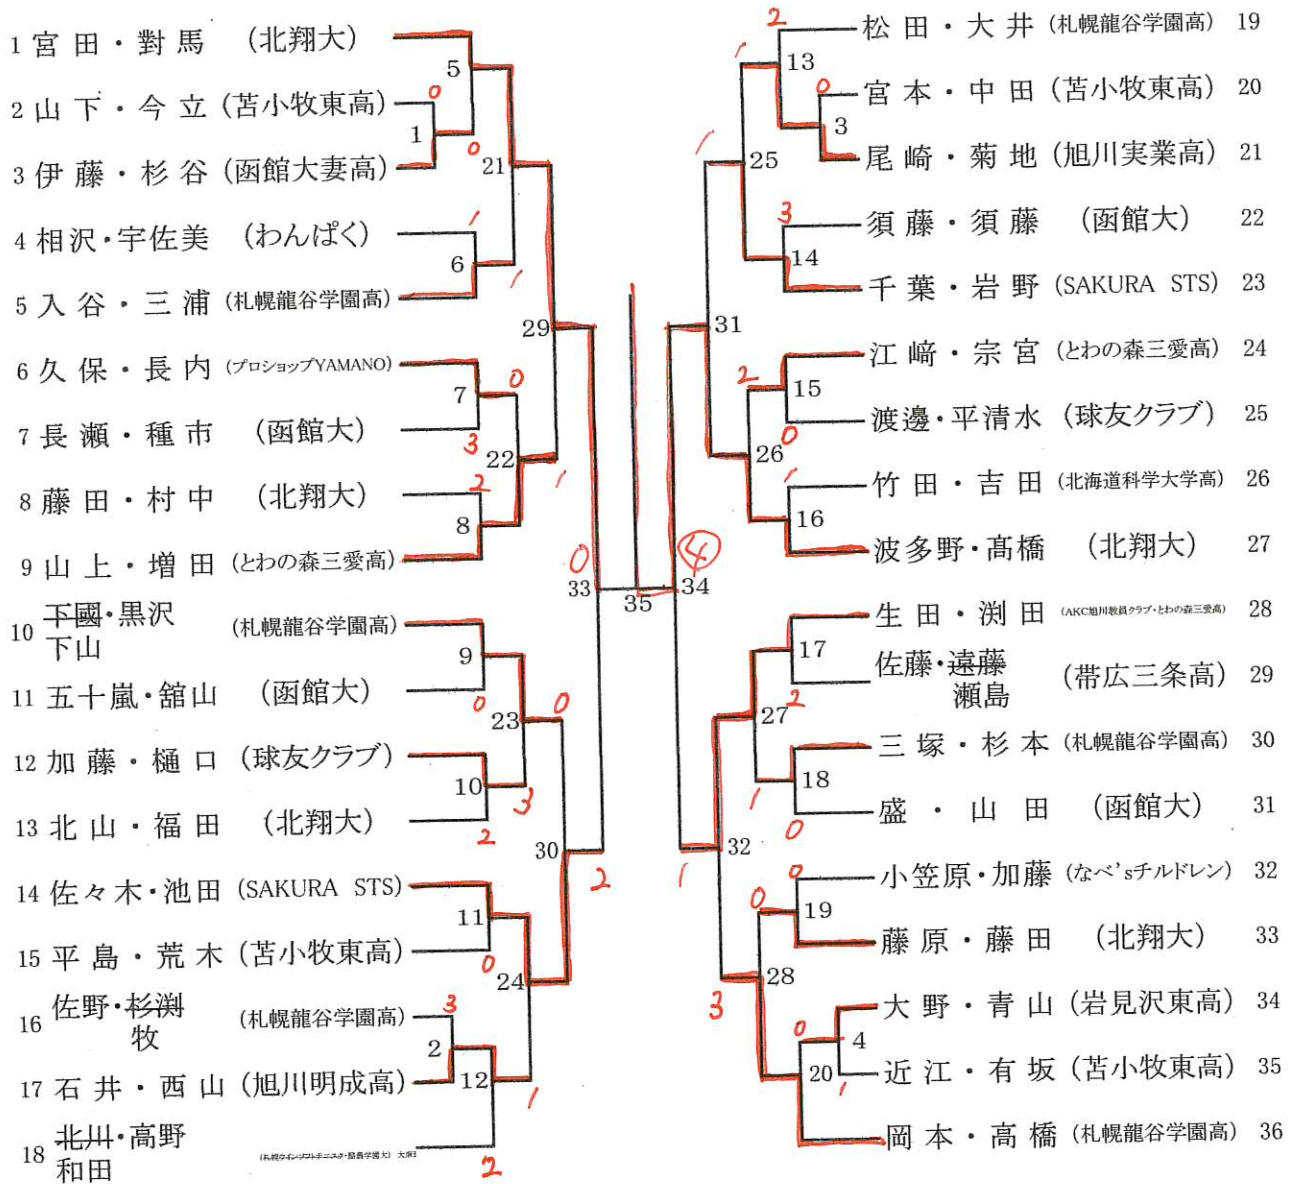 1 宮田・對馬 (北翔大)
2 山下・今立 (苫小牧東高)
3 伊藤・杉谷 (函館大妻高)
4 相沢・宇佐美 (わんぱく)
5 入谷・三浦 (札幌龍谷学園高)
6 久保・長内 (プロショップYAMANO)
7 長瀬・種市 (函館大)
8 藤田・村中 (北翔大)
9 山上・増田 (とわの森三愛高)
10 下國・黒沢 (札幌龍谷学園高)
下山
11 五十嵐・舘山 (函館大)
12 加藤・樋口 (球友クラブ)
13 北山・福田 (北翔大)
14 佐々木・池田 (SAKURA STS)
15 平島・荒木 (苫小牧東高)
16 佐野・杉渕 (札幌龍谷学園高)
牧
17 石井・西山 (旭川明成高)
18 北川・高野
和田
5
0
1
0
21
1
6
1
29
7
0
3
22
2
1
8
0
33
9
0
23
0
10
3
2
30
2
11
0
24
3
2
12
1
2
35
④
34
2
13
1
0
3
1
25
3
14
31
2
15
0
26
1
16
17
2
27
18
1
0
32
1
0
19
0
28
3
0
4
20
1
松田・大井 (札幌龍谷学園高) 19
宮本・中田 (苫小牧東高) 20
尾崎・菊地 (旭川実業高) 21
須藤・須藤 (函館大) 22
千葉・岩野 (SAKURA STS) 23
江﨑・宗宮 (とわの森三愛高) 24
渡邊・平清水 (球友クラブ) 25
竹田・吉田 (北海道科学大学高) 26
波多野・髙橋 (北翔大) 27
生田・渕田 (AKC旭川教員クラブ・とわの森三愛高) 28
佐藤・遠藤 (帯広三条高) 29
瀬島
三塚・杉本 (札幌龍谷学園高) 30
盛・山田 (函館大) 31
小笠原・加藤 (なべ'sチルドレン) 32
藤原・藤田 (北翔大) 33
大野・青山 (岩見沢東高) 34
近江・有坂 (苫小牧東高) 35
岡本・高橋 (札幌龍谷学園高) 36